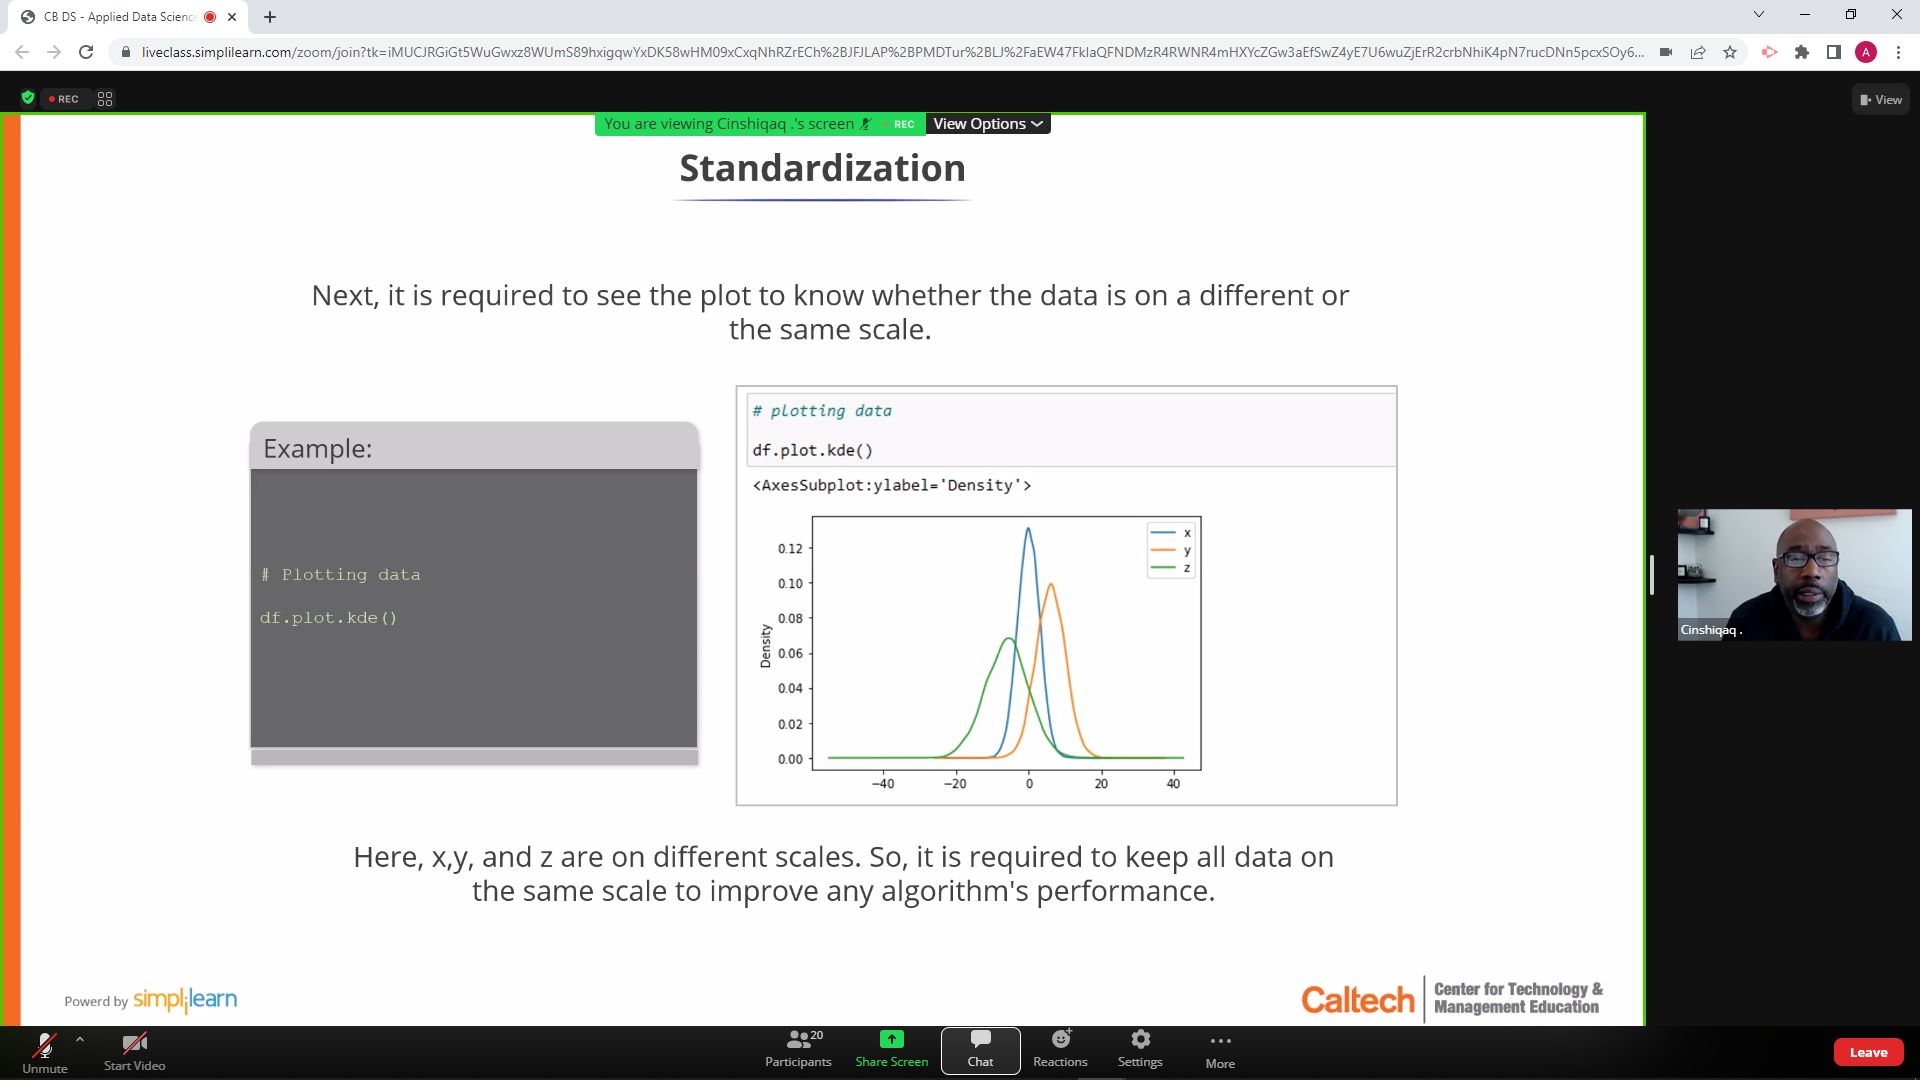 CB DS - Applied Data Scienc
liveclass.simplilearn.com/zoom/join?tk=iMUCJRGiGt5WuGwxz8WUmS89hxigqwYxDK58wHM09xCxqNhRZrECh%2BJFJLAP%2BPMDTur%2BLJ%2FaEW47FklaQFNDMzR4RWNR4mHXYcZGw3aEfSwZ4yE7U6wuZjErR2crbNhiK4pN7rucDNn5pcxSOy6...
A
REC
View
You are viewing Cinshiqaq .'s screen REC View Options
Standardization
Next, it is required to see the plot to know whether the data is on a different or
the same scale.
Example:
# Plotting data
df.plot.kde()
# plotting data
df.plot.kde()
<AxesSubplot:ylabel='Density'>
x
y
z
0.12
0.10
0.08
0.06
0.04
0.02
0.00
Density
−40 −20 0 20 40
Here, x,y, and z are on different scales. So, it is required to keep all data on
the same scale to improve any algorithm's performance.
Cinshiqaq .
Powerd by simplilearn
Caltech
Center for Technology &
Management Education
Unmute
Start Video
20
Participants
Share Screen
Chat
Reactions
Settings
More
Leave